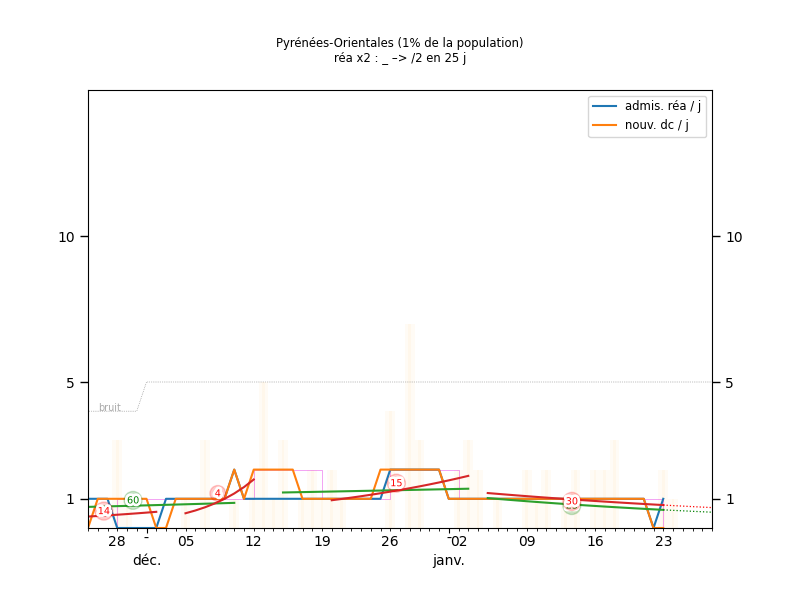 Pyrénées-Orientales (1% de la population)
réa x2 : _ –> /2 en 25 j
admis. réa / j
nouv. dc / j
10 10
5 5
bruit
1 1
14 60 4 15 30
28 - 05 12 19 26 02 09 16 23
déc. janv.